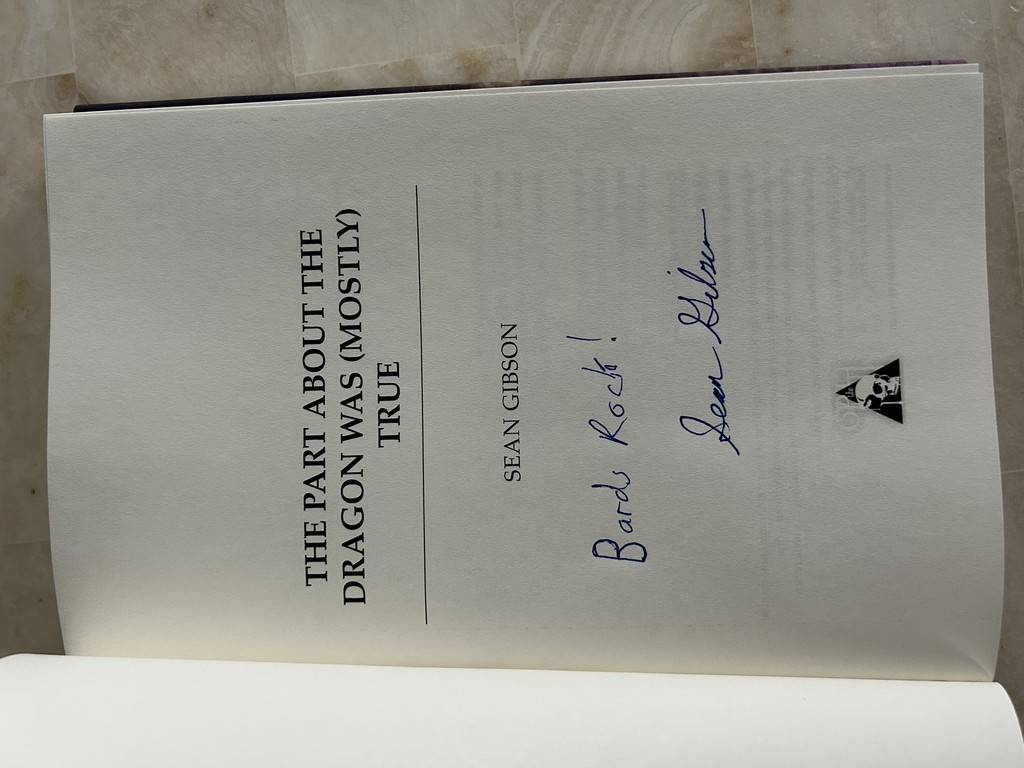 THE PART ABOUT THE
DRAGON WAS (MOSTLY)
TRUE
SEAN GIBSON
Bards Rock!
Sean Gibson